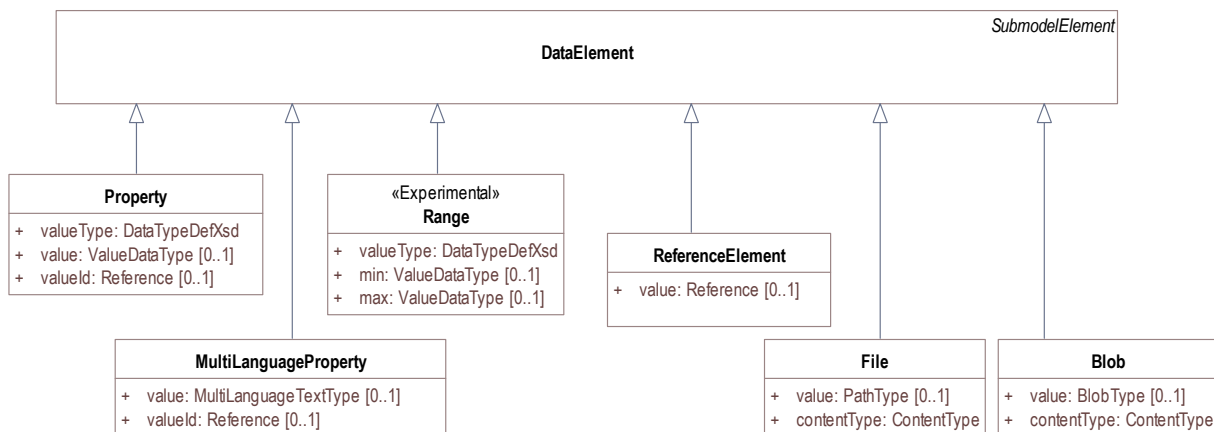 SubmodelElement
DataElement
Property
+ valueType: DataTypeDefXsd
+ value: ValueDataType [0..1]
+ valueId: Reference [0..1]
«Experimental»
Range
+ valueType: DataTypeDefXsd
+ min: ValueDataType [0..1]
+ max: ValueDataType [0..1]
ReferenceElement
+ value: Reference [0..1]
MultiLanguageProperty
+ value: MultiLanguageTextType [0..1]
+ valueId: Reference [0..1]
File
+ value: PathType [0..1]
+ contentType: ContentType
Blob
+ value: BlobType [0..1]
+ contentType: ContentType